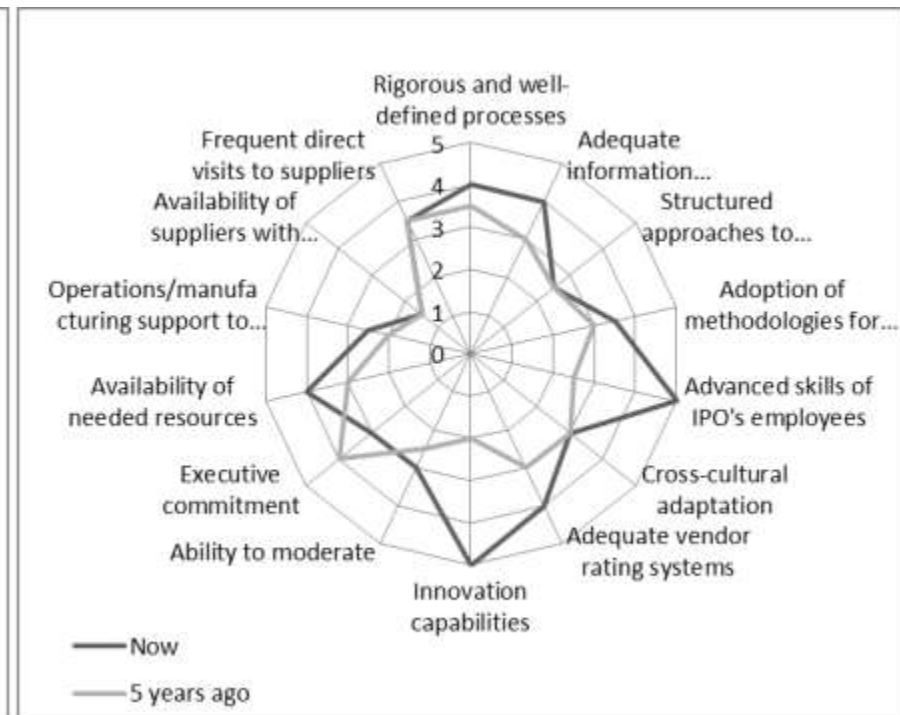 Rigorous and well-
defined processes
Adequate
information...
Structured
approaches to...
Adoption of
methodologies for...
Advanced skills of
IPO's employees
Cross-cultural
adaptation
Adequate vendor
rating systems
Innovation
capabilities
Ability to moderate
Executive
commitment
Availability of
needed resources
Operations/manufa
cturing support to...
Availability of
suppliers with...
Frequent direct
visits to suppliers
5
4
3
2
1
0
Now
5 years ago